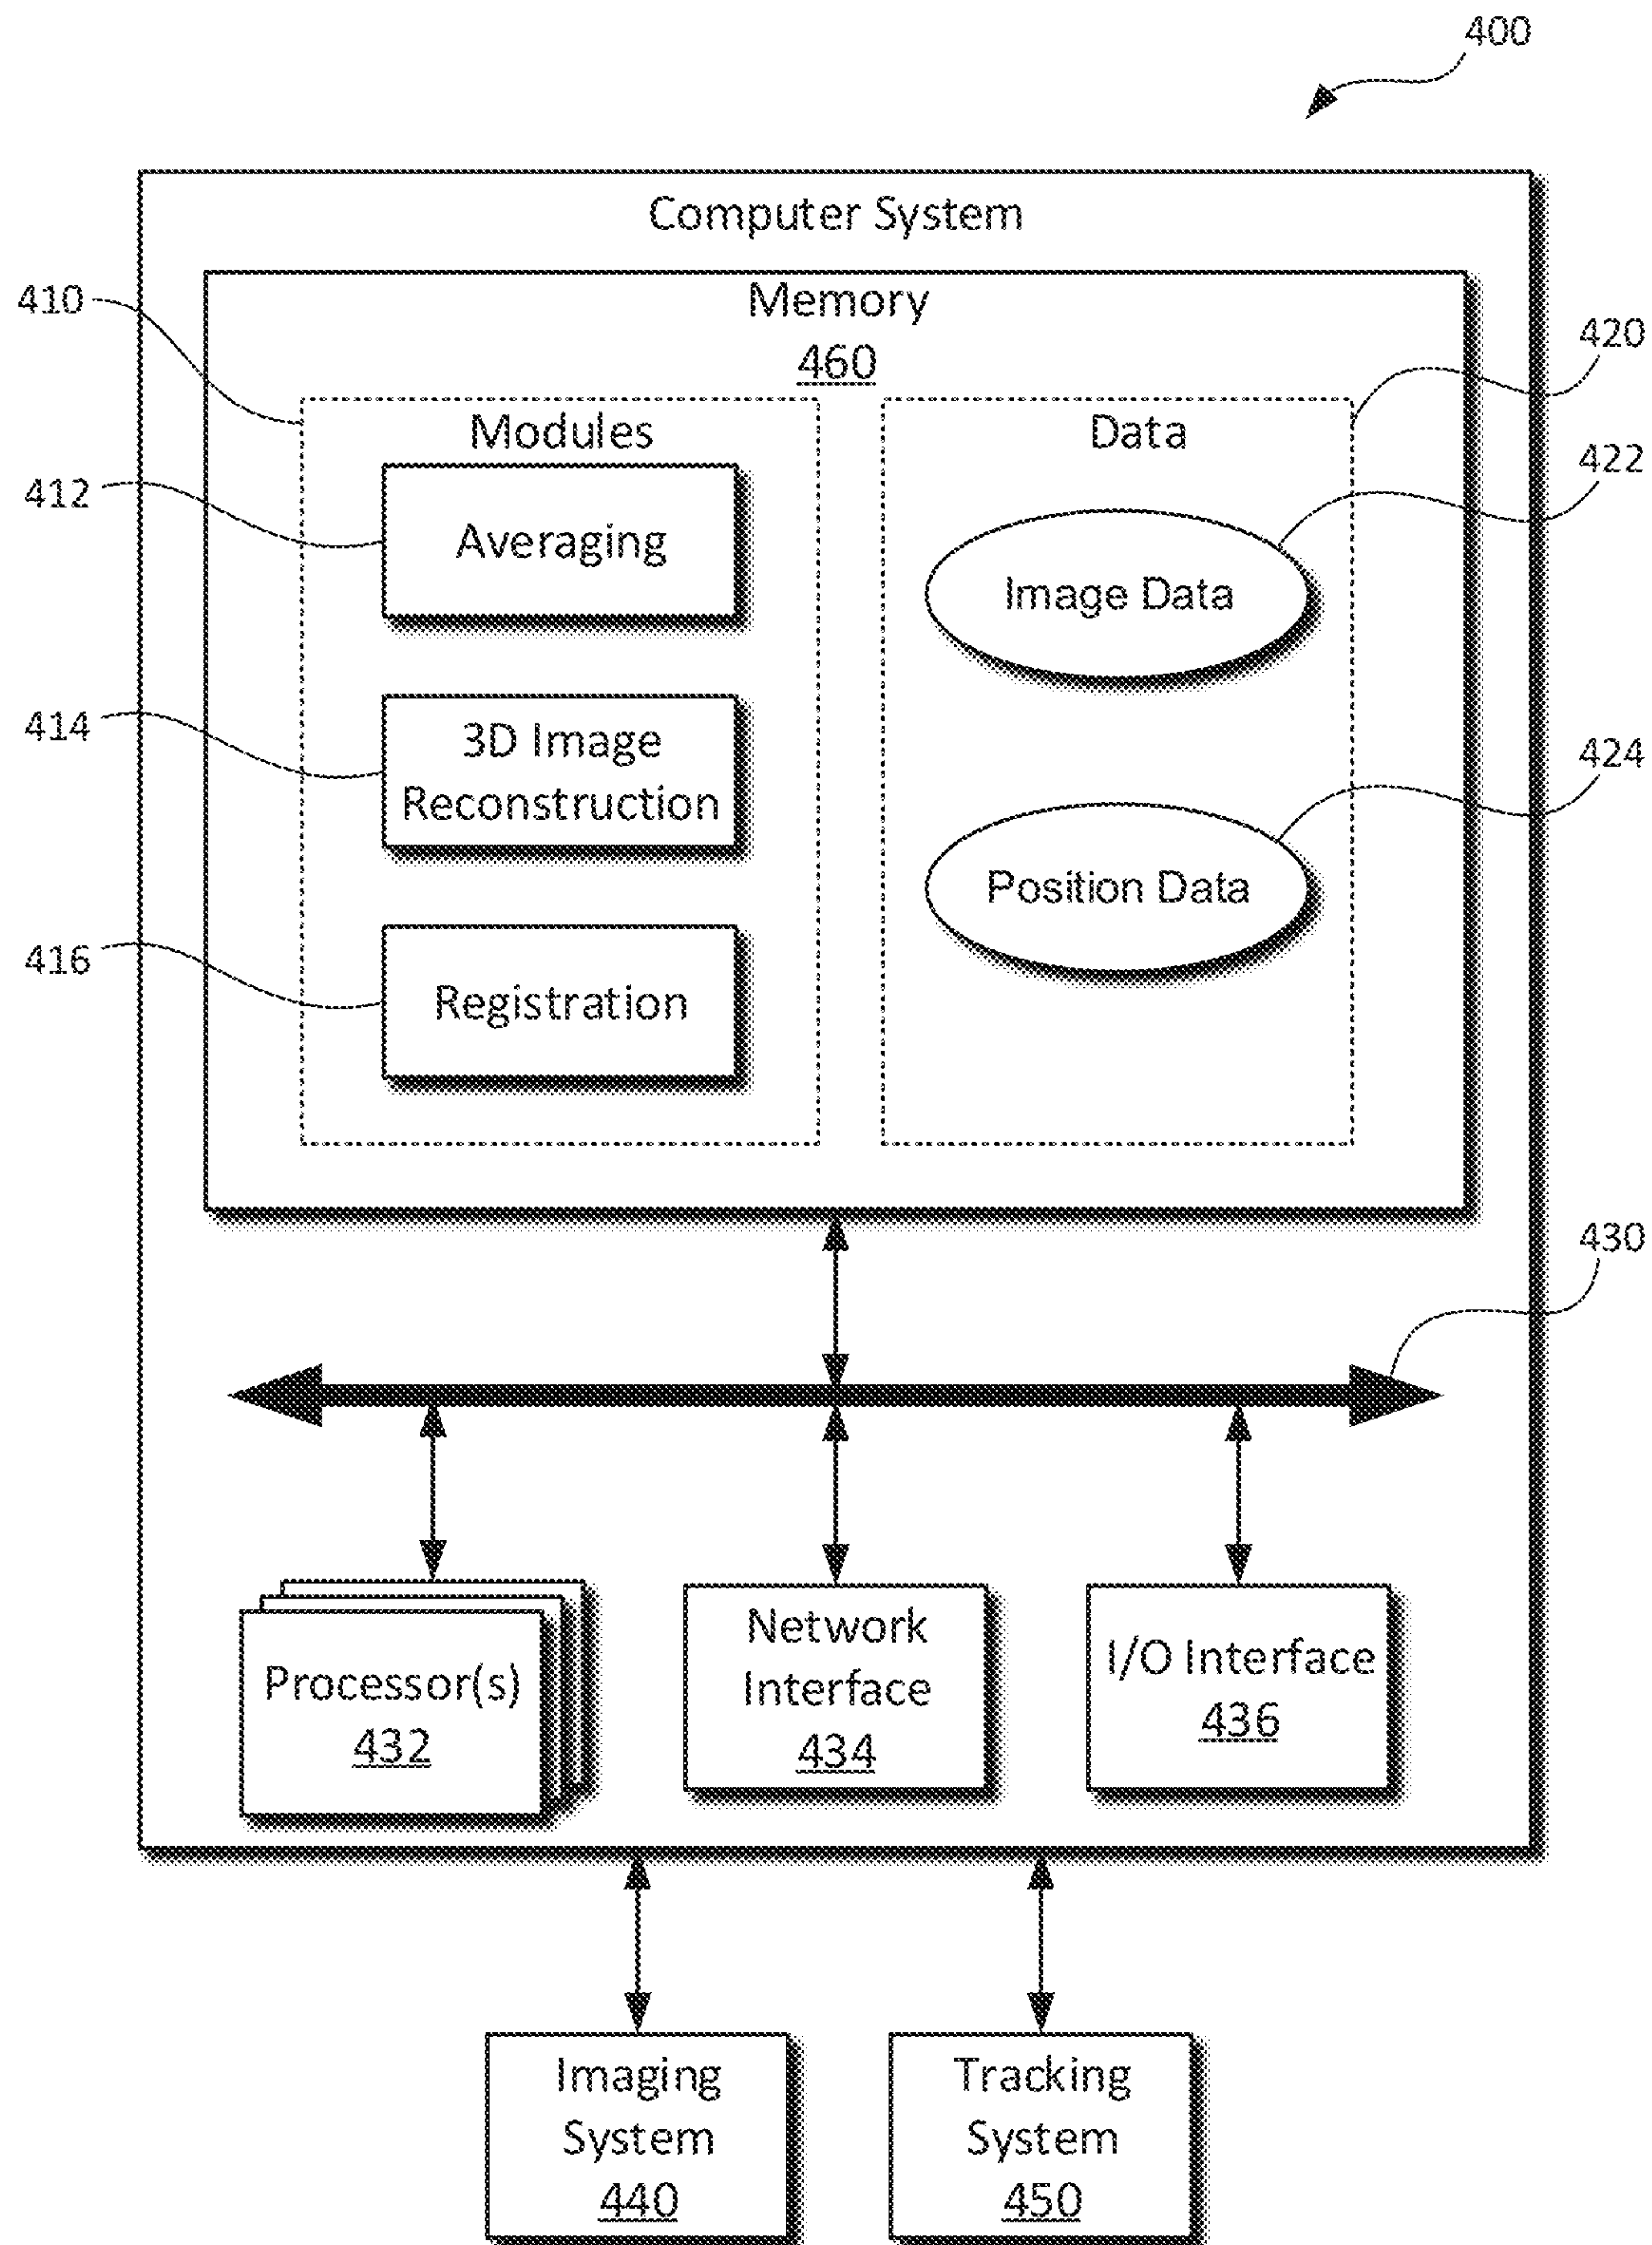 400
Computer System
410
Memory
460
420
Modules
Data
422
412
Averaging
Image Data
414
3D Image
Reconstruction
424
Position Data
416
Registration
430
Processor(s)
432
Network
Interface
434
I/O Interface
436
Imaging
System
440
Tracking
System
450